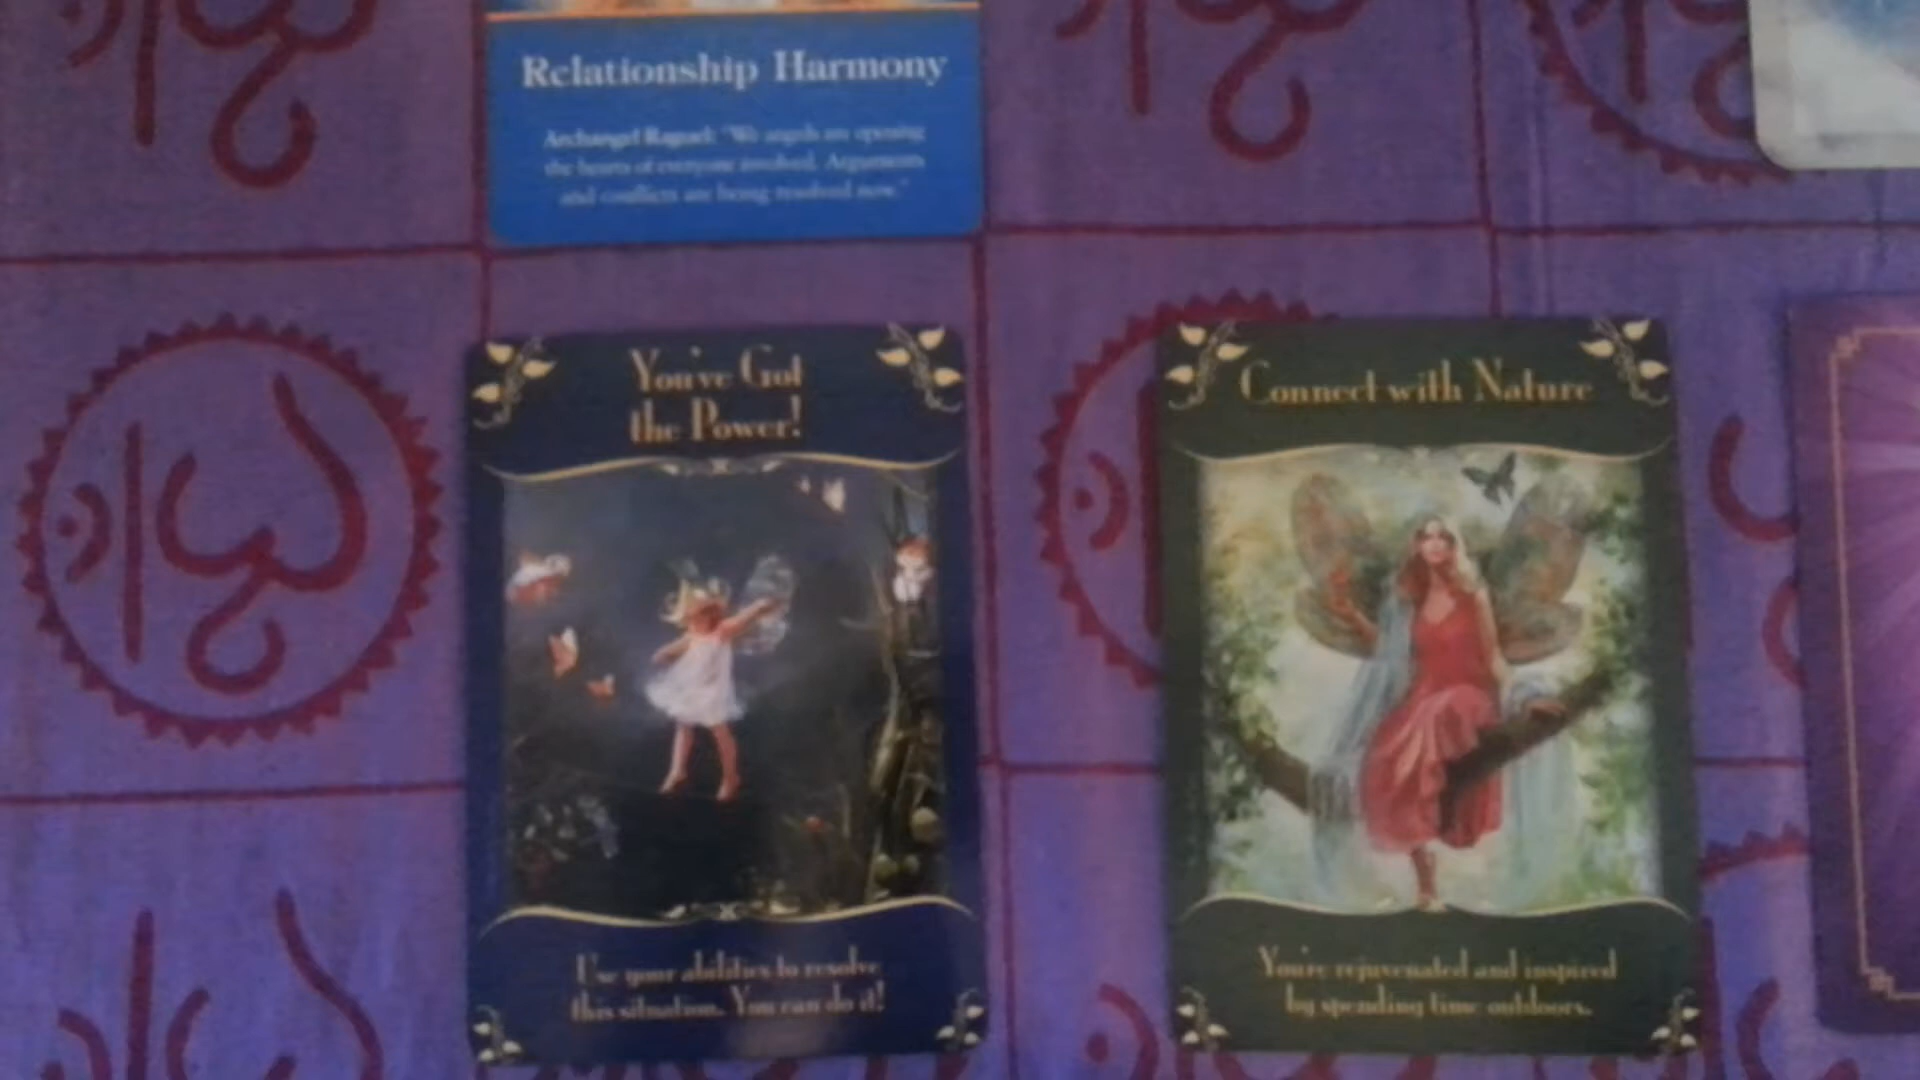 Relationship Harmony
Archangel Raguel: "We angels are opening
the hearts of everyone involved. Arguments
and conflicts are being resolved now."
You've Got
the Power!
Connect with Nature
Use your abilities to resolve
this situation. You can do it!
You're rejuvenated and inspired
by spending time outdoors.